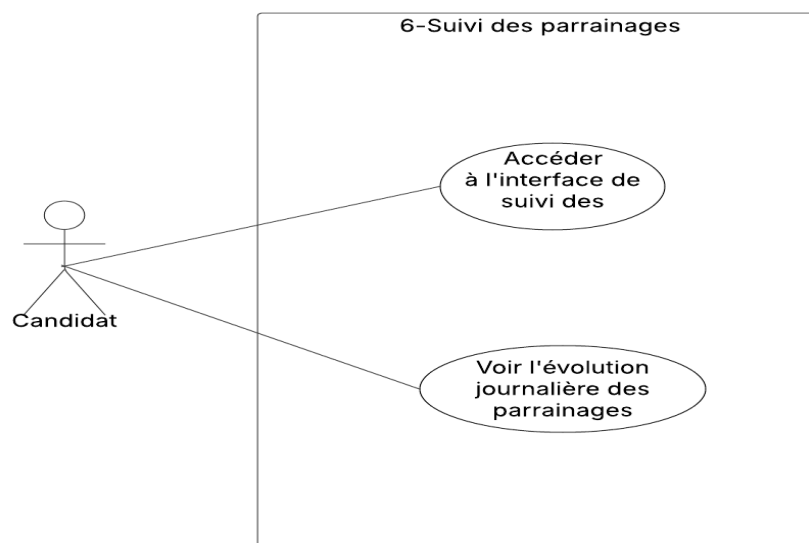 6-Suivi des parrainages
Accéder
à l'interface de
suivi des
Candidat
Voir l'évolution
journalière des
parrainages